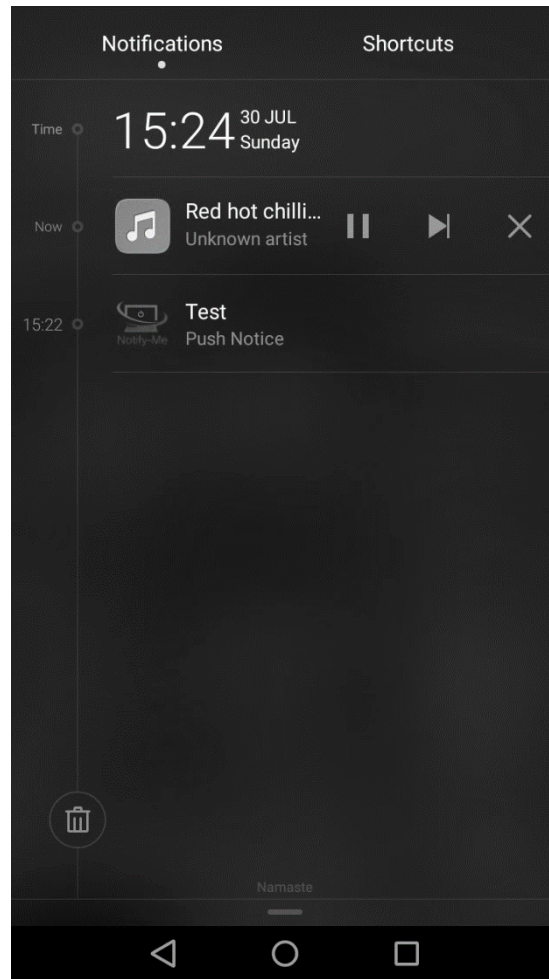 Notifications Shortcuts
Time 15:24 30 JUL
Sunday
Now Red hot chilli...
Unknown artist
15:22 Test
Notify-Me Push Notice
Namaste